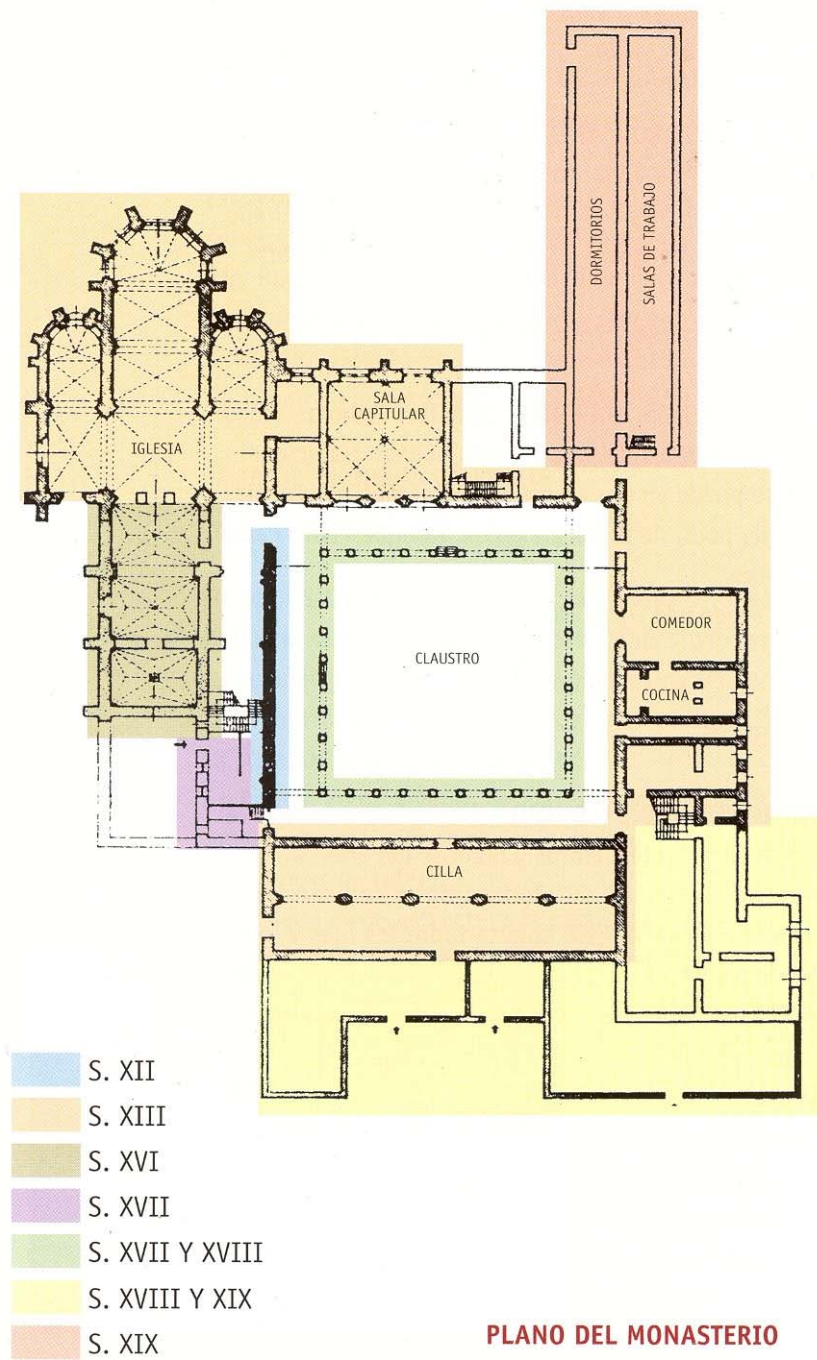 DORMITORIOS
SALAS DE TRABAJO
SALA
CAPITULAR
IGLESIA
COMEDOR
CLAUSTRO
COCINA
CILLA
S. XII
S. XIII
S. XVI
S. XVII
S. XVII Y XVIII
S. XVIII Y XIX
S. XIX
PLANO DEL MONASTERIO